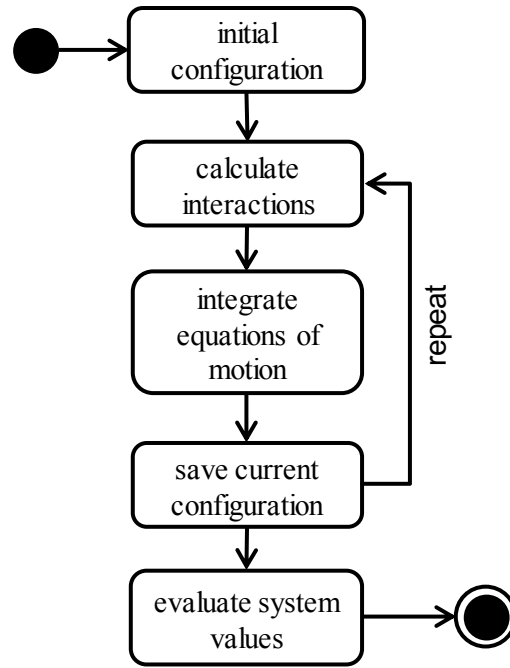 initial
configuration
calculate
interactions
integrate
equations of
motion
repeat
save current
configuration
evaluate system
values